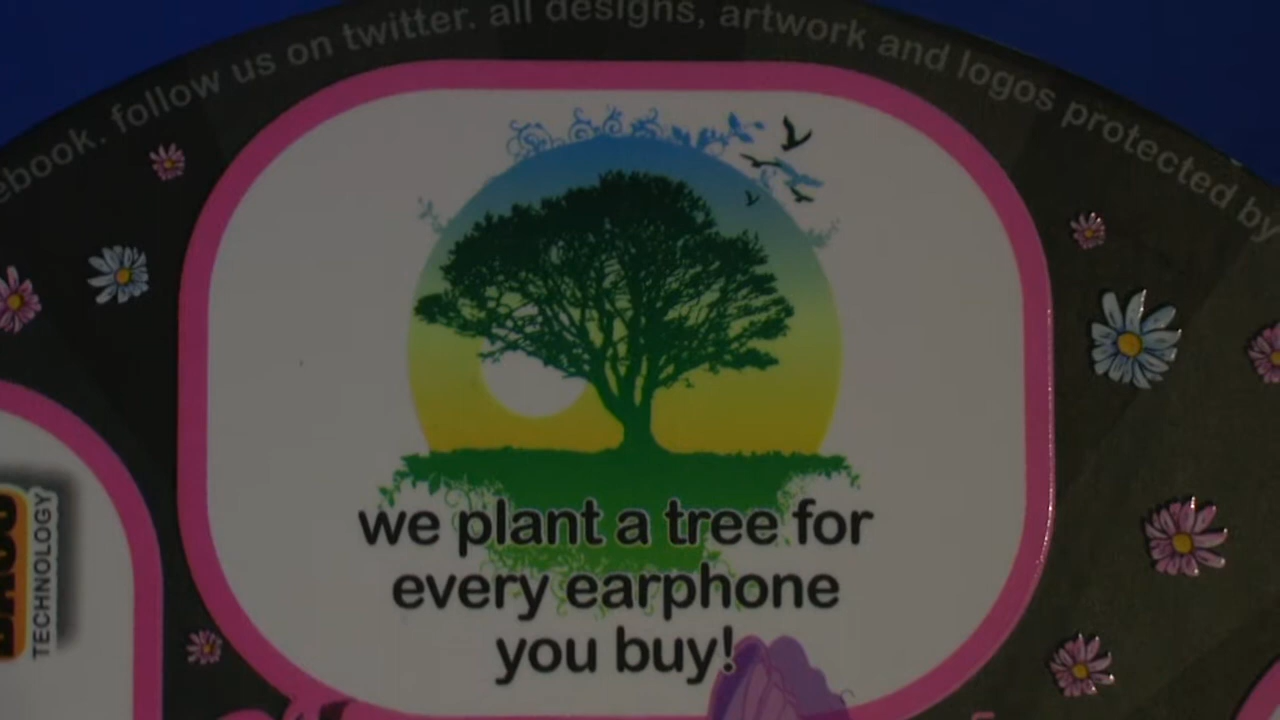 follow us on twitter. all designs, artwork and logos protected by
we plant a tree for
every earphone
you buy!
TECHNOLOGY